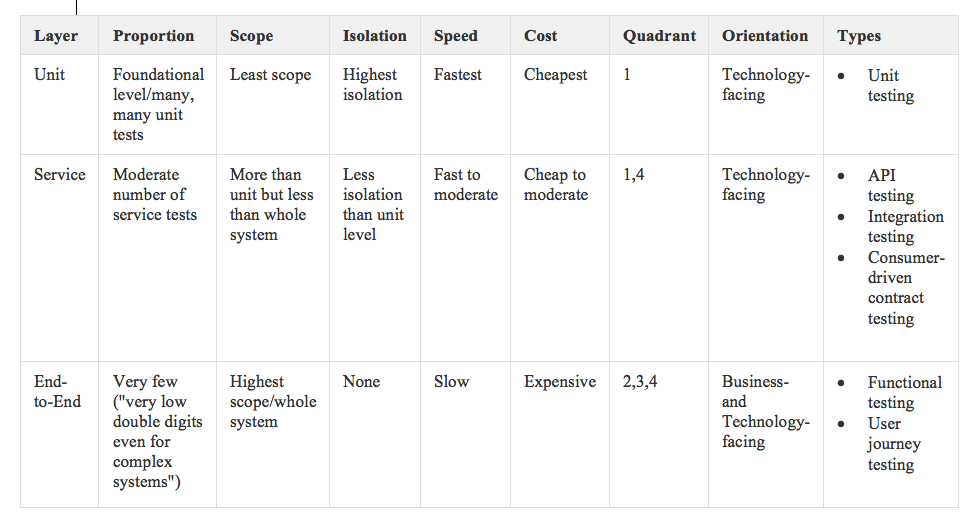 Layer Proportion Scope Isolation Speed Cost Quadrant Orientation Types
Unit
Foundational
level/many,
many unit
tests
Least scope
Highest
isolation
Fastest
Cheapest
1
Technology-
facing
• Unit
testing
Service
Moderate
number of
service tests
More than
unit but less
than whole
system
Less
isolation
than unit
level
Fast to
moderate
Cheap to
moderate
1,4
Technology-
facing
• API
testing
• Integration
testing
• Consumer-
driven
contract
testing
End-
to-End
Very few
("very low
double digits
even for
complex
systems")
Highest
scope/whole
system
None
Slow
Expensive
2,3,4
Business-
and
Technology-
facing
• Functional
testing
• User
journey
testing